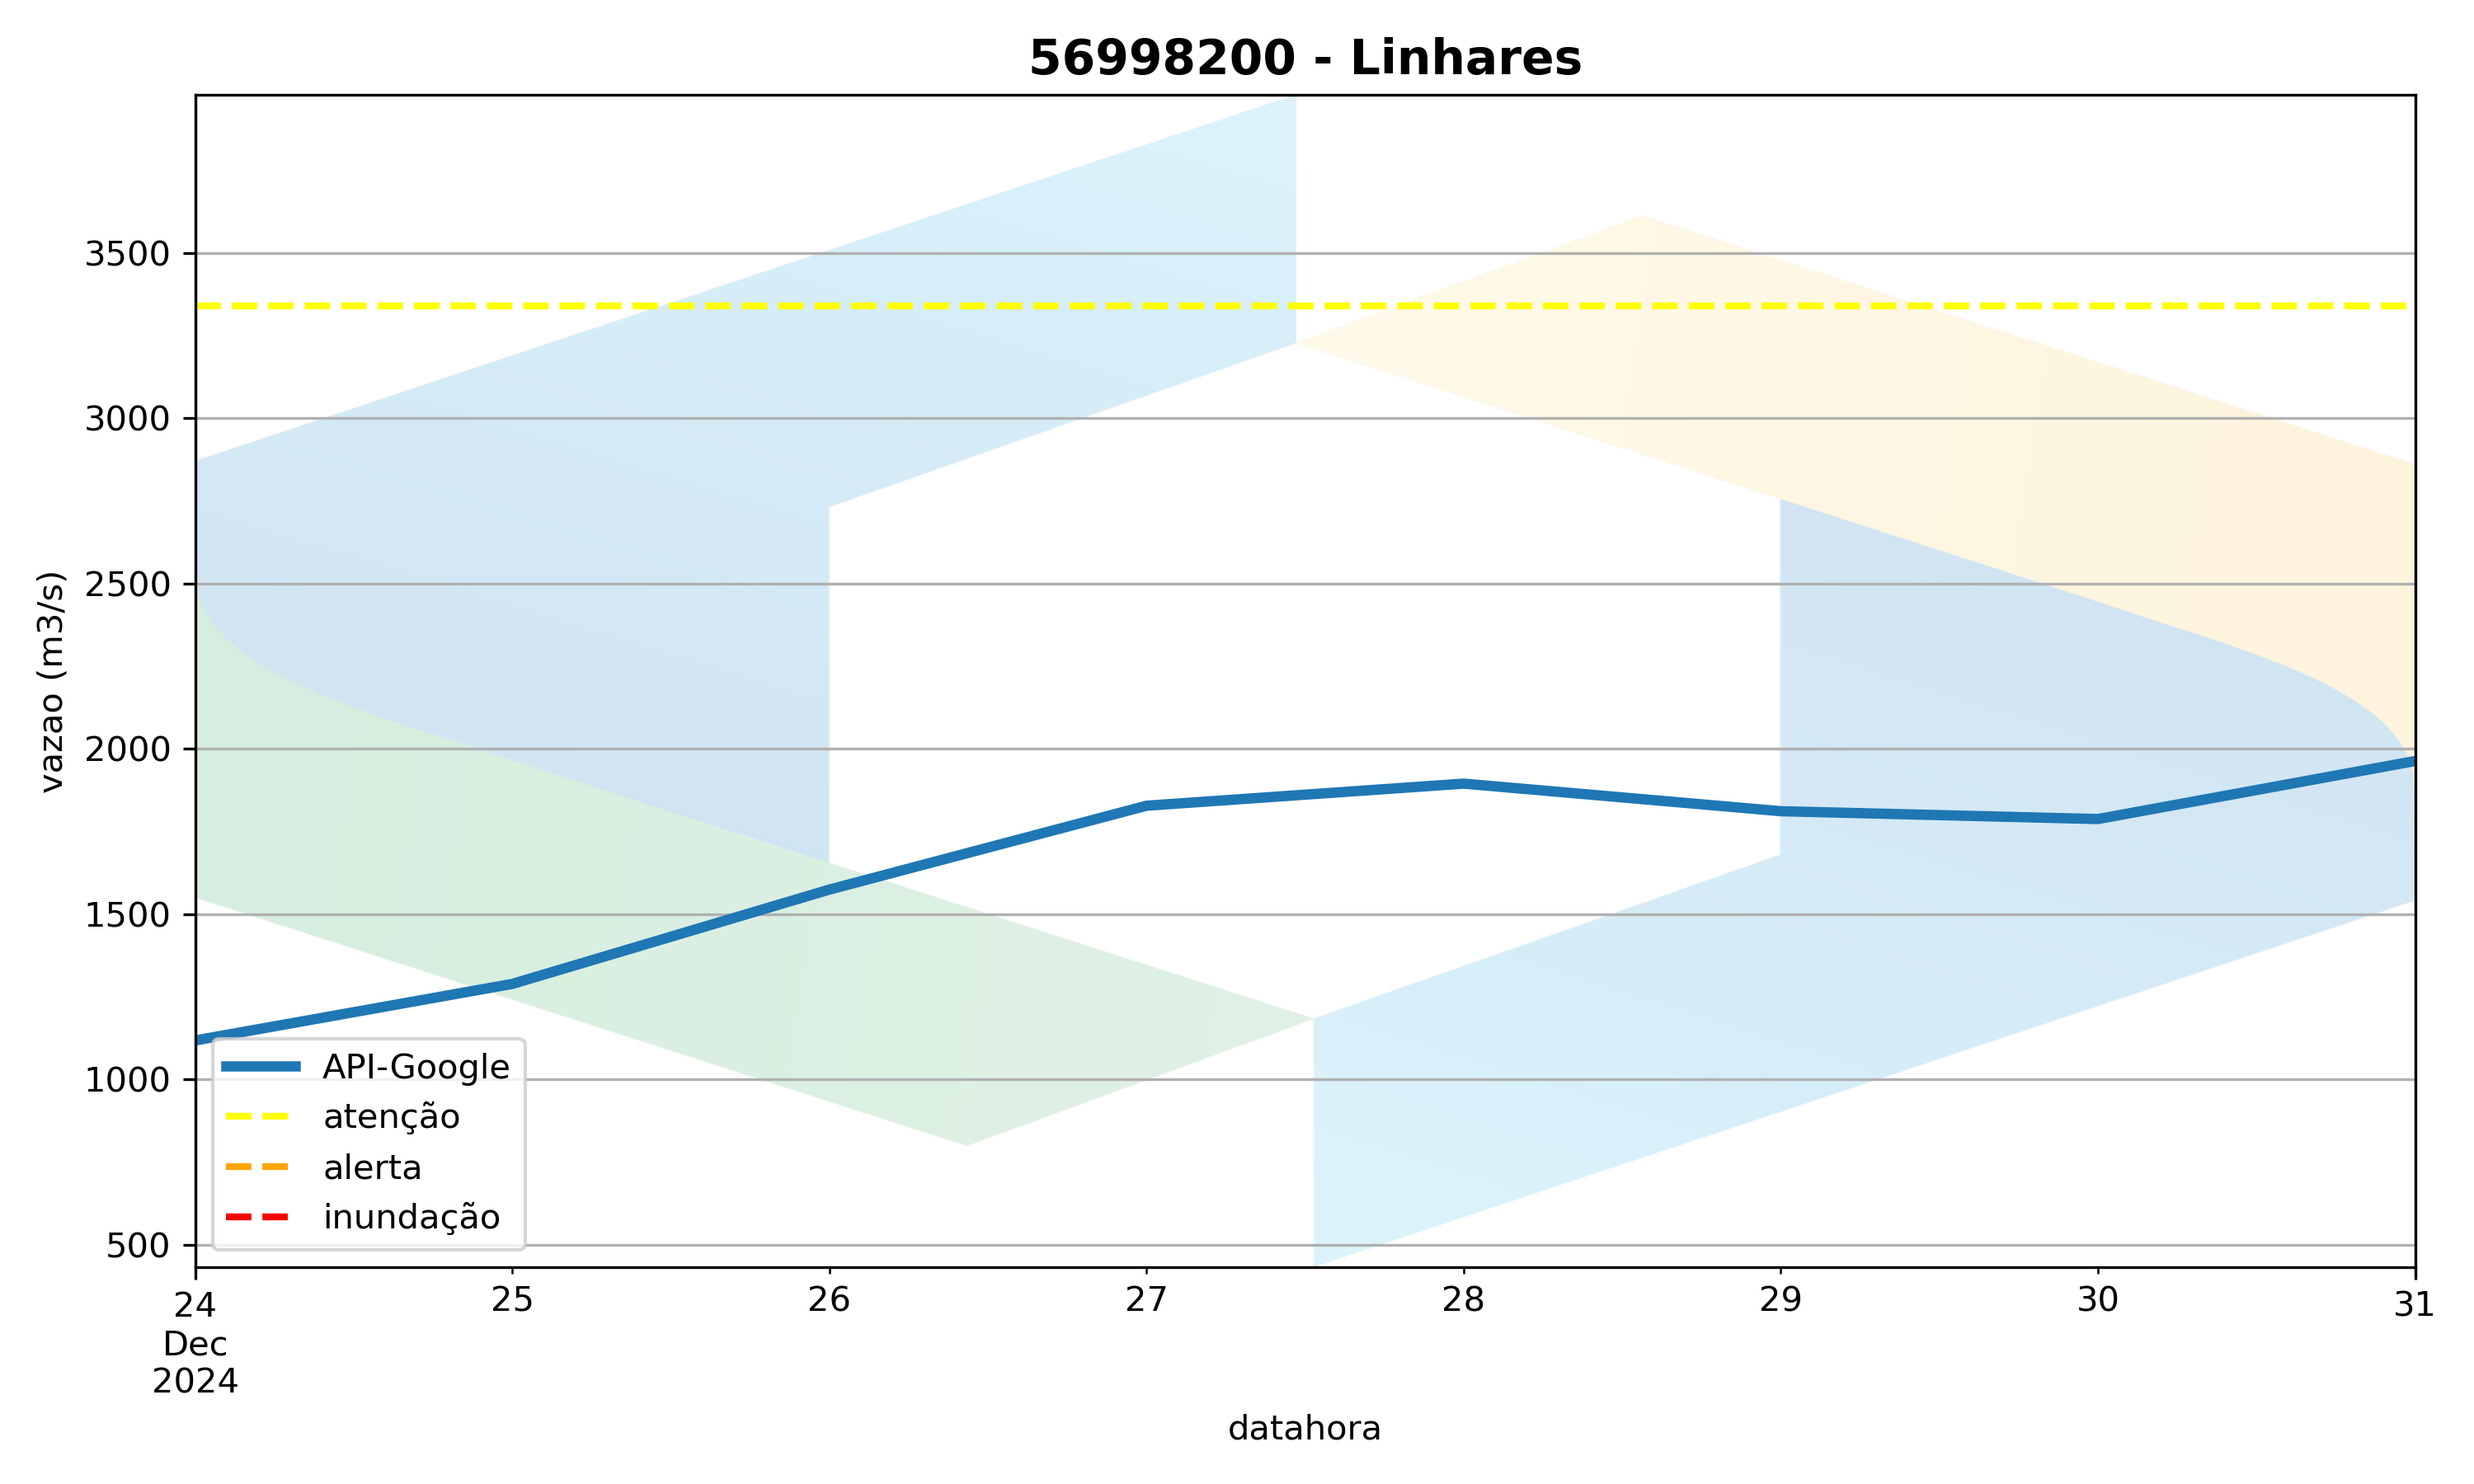 56998200 - Linhares
vazao (m3/s)
3500
3000
2500
2000
1500
1000
500
API-Google
atenção
alerta
inundação
24 25 26 27 28 29 30 31
Dec
2024
datahora